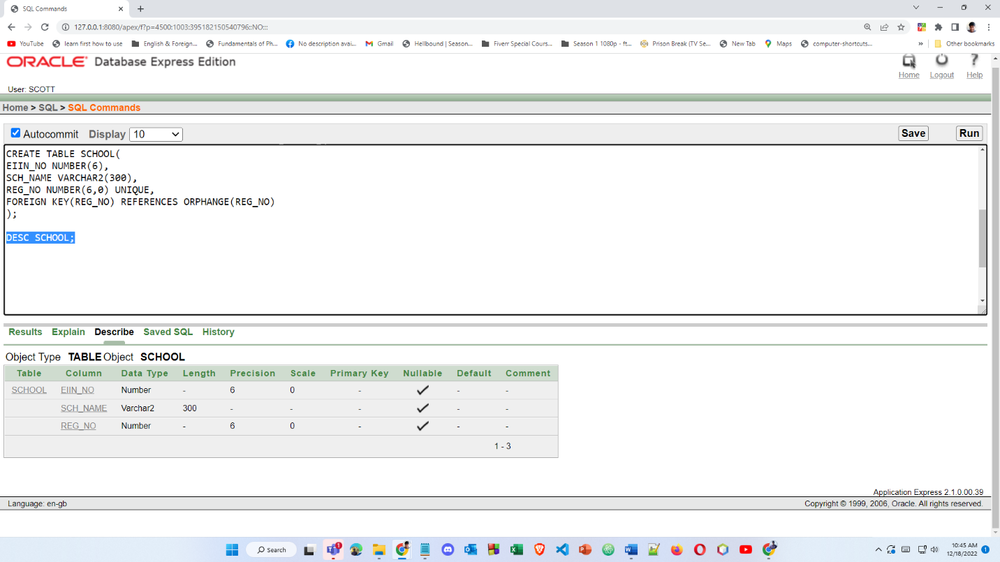 SQL Commands
127.0.0.1:8080/apex/f?p=4500:1003:395182150540796::NO:::
YouTube learn first how to use English & Foreign... Fundamentals of Ph... No description avai... Gmail Hellbound | Season... Fiverr Special Cours... Season 1 1080p - ft... Prison Break (TV Se... New Tab Maps computer-shortcuts... » Other bookmarks
ORACLE Database Express Edition
Home Logout Help
User: SCOTT
Home > SQL > SQL Commands
Autocommit Display 10 Save Run
CREATE TABLE SCHOOL(
EIIN_NO NUMBER(6),
SCH_NAME VARCHAR2(300),
REG_NO NUMBER(6,0) UNIQUE,
FOREIGN KEY(REG_NO) REFERENCES ORPHANGE(REG_NO)
);
DESC SCHOOL;
Results Explain Describe Saved SQL History
Object Type TABLE Object SCHOOL
Table Column Data Type Length Precision Scale Primary Key Nullable Default Comment
SCHOOL EIIN_NO Number - 6 0 - - -
SCH_NAME Varchar2 300 - - - - -
REG_NO Number - 6 0 - - -
1 - 3
Application Express 2.1.0.00.39
Language: en-gb Copyright © 1999, 2006, Oracle. All rights reserved.
Search 1 10:45 AM
12/18/2022 1